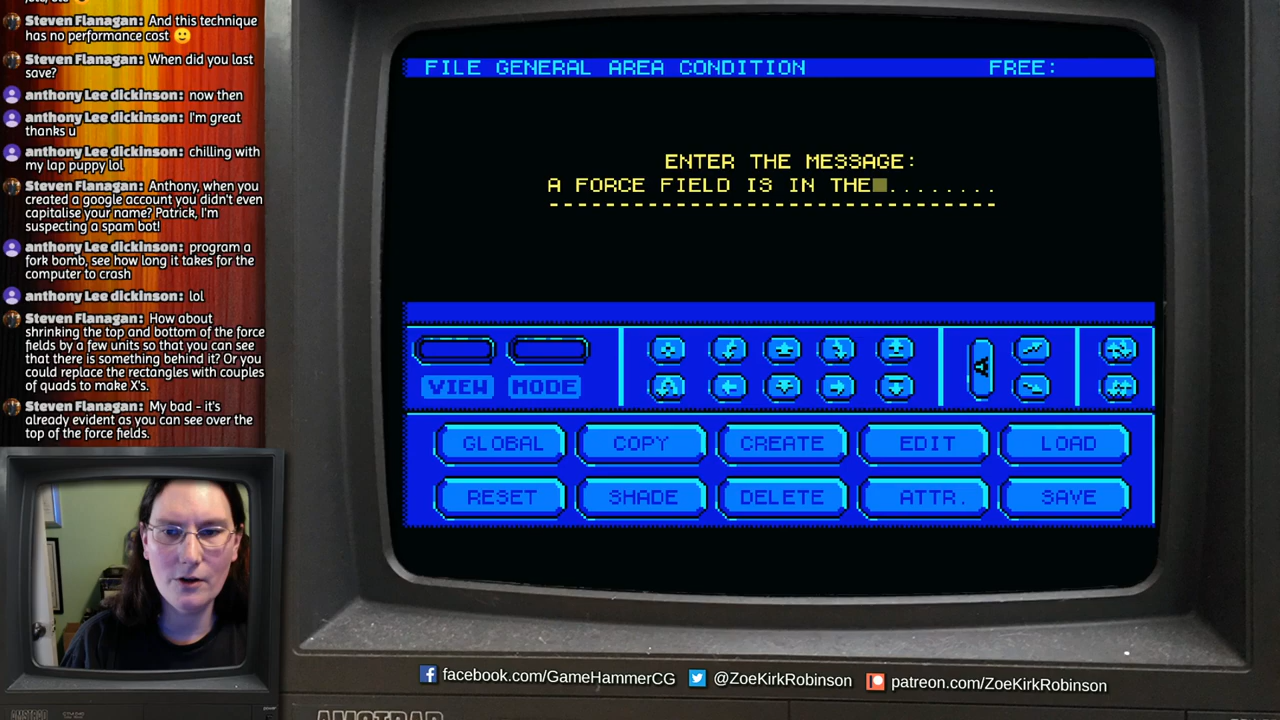 Steven Flanagan: And this technique
has no performance cost 🙂
Steven Flanagan: When did you last
save?
anthony Lee dickinson: now then
anthony Lee dickinson: I'm great
thanks u
anthony Lee dickinson: chilling with
my lap puppy lol
Steven Flanagan: Anthony, when you
created a google account you didn't even
capitalise your name? Patrick, I'm
suspecting a spam bot!
anthony Lee dickinson: program a
fork bomb, see how long it takes for the
computer to crash
anthony Lee dickinson: lol
Steven Flanagan: How about
shrinking the top and bottom of the force
fields by a few units so that you can see
that there is something behind it? Or you
could replace the rectangles with couples
of quads to make X's.
Steven Flanagan: My bad - it's
already evident as you can see over the
top of the force fields.
FILE GENERAL AREA CONDITION FREE:
ENTER THE MESSAGE:
A FORCE FIELD IS IN THE........
VIEW MODE
GLOBAL COPY CREATE EDIT LOAD
RESET SHADE DELETE ATTR. SAVE
facebook.com/GameHammerCG @ZoeKirkRobinson patreon.com/ZoeKirkRobinson
AMSTRAD